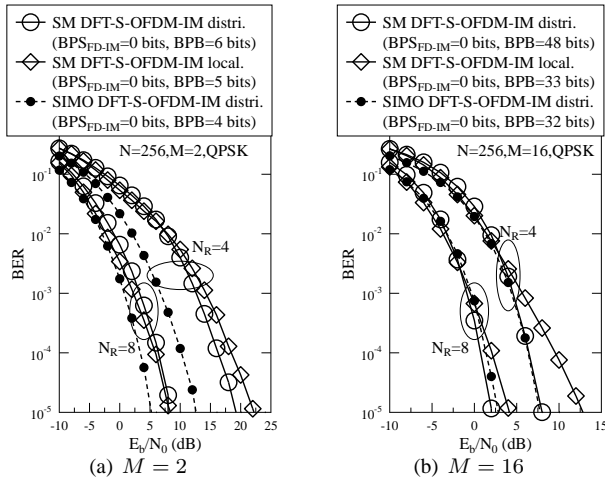 SM DFT-S-OFDM-IM distri.
(BPS_FD-IM=0 bits, BPB=6 bits)
SM DFT-S-OFDM-IM local.
(BPS_FD-IM=0 bits, BPB=5 bits)
SIMO DFT-S-OFDM-IM distri.
(BPS_FD-IM=0 bits, BPB=4 bits)
N=256,M=2,QPSK
10^-1
10^-2
10^-3
10^-4
10^-5
BER
N_R=4
N_R=8
-10 -5 0 5 10 15 20 25
E_b/N_0 (dB)
(a) M = 2
SM DFT-S-OFDM-IM distri.
(BPS_FD-IM=0 bits, BPB=48 bits)
SM DFT-S-OFDM-IM local.
(BPS_FD-IM=0 bits, BPB=33 bits)
SIMO DFT-S-OFDM-IM distri.
(BPS_FD-IM=0 bits, BPB=32 bits)
N=256,M=16,QPSK
10^-1
10^-2
10^-3
10^-4
10^-5
BER
N_R=4
N_R=8
-10 -5 0 5 10 15
E_b/N_0 (dB)
(b) M = 16